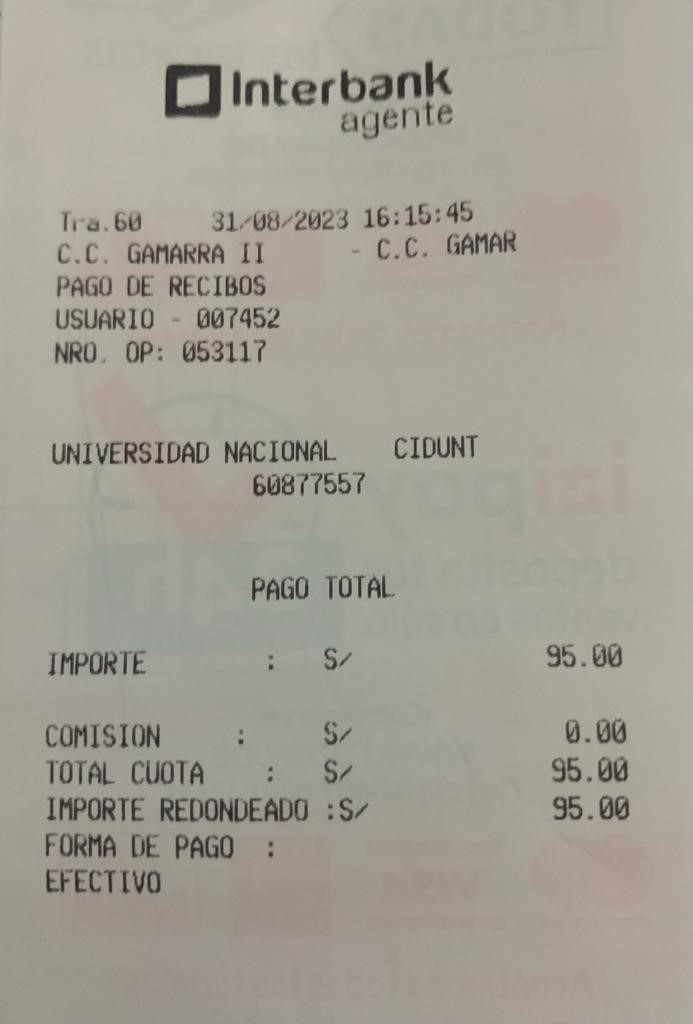 Interbank
agente
Tra.60 31/08/2023 16:15:45
C.C. GAMARRA II - C.C. GAMAR
PAGO DE RECIBOS
USUARIO - 007452
NRO. OP: 053117
UNIVERSIDAD NACIONAL CIDUNT
60877557
PAGO TOTAL
IMPORTE : S/ 95.00
COMISION : S/ 0.00
TOTAL CUOTA : S/ 95.00
IMPORTE REDONDEADO :S/ 95.00
FORMA DE PAGO :
EFECTIVO